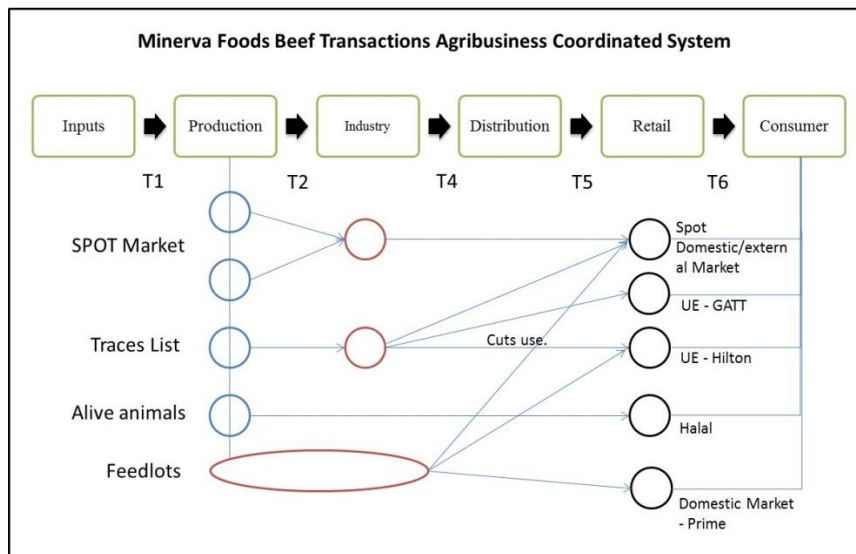 Minerva Foods Beef Transactions Agribusiness Coordinated System
Inputs
Production
Industry
Distribution
Retail
Consumer
T1
T2
T4
T5
T6
SPOT Market
Spot
Domestic/extern
al Market
UE - GATT
Traces List
Cuts use.
UE - Hilton
Alive animals
Halal
Feedlots
Domestic Market
- Prime